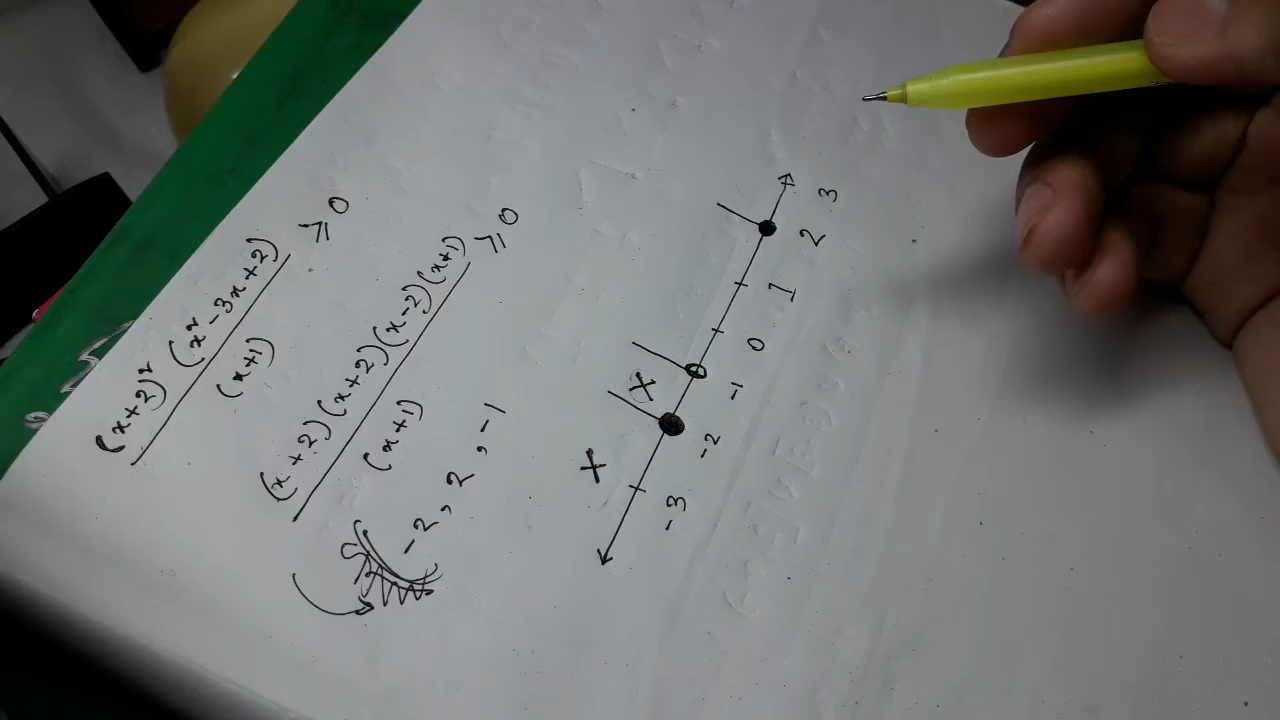 (x+2)² (x²-3x+2)
(x+1)
≥ 0
(x+2)(x+2)(x-2)(x+1)
(x+1)
≥ 0
-2, 2, -1
x x
-3 -2 -1 0 1 2 3